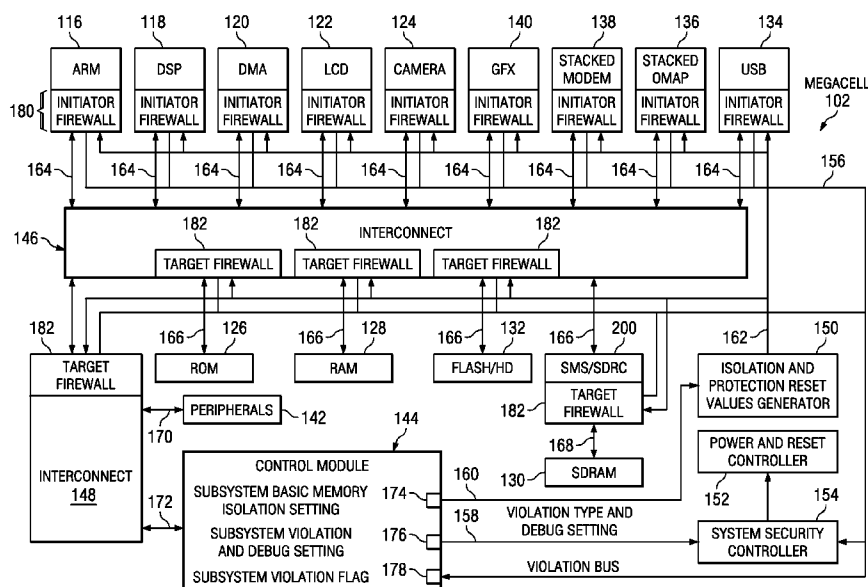 116 118 120 122 124 140 138 136 134
ARM DSP DMA LCD CAMERA GFX STACKED MODEM STACKED OMAP USB
180 INITIATOR FIREWALL INITIATOR FIREWALL INITIATOR FIREWALL INITIATOR FIREWALL INITIATOR FIREWALL INITIATOR FIREWALL INITIATOR FIREWALL INITIATOR FIREWALL INITIATOR FIREWALL
MEGACELL
102
164 164 164 164 164 164 164 164 164 156
146 INTERCONNECT
182 182 182
TARGET FIREWALL TARGET FIREWALL TARGET FIREWALL
182 166 126 166 128 166 132 166 200 162 150
TARGET FIREWALL
ROM RAM FLASH/HD SMS/SDRC
182 TARGET FIREWALL
ISOLATION AND
PROTECTION RESET
VALUES GENERATOR
170 PERIPHERALS 142
168
130 SDRAM
POWER AND RESET
CONTROLLER
152 154
INTERCONNECT
148
172
144
CONTROL MODULE
SUBSYSTEM BASIC MEMORY
ISOLATION SETTING
174 160
SUBSYSTEM VIOLATION
AND DEBUG SETTING
176 158
VIOLATION TYPE AND
DEBUG SETTING
SYSTEM SECURITY
CONTROLLER
SUBSYSTEM VIOLATION FLAG
178 VIOLATION BUS